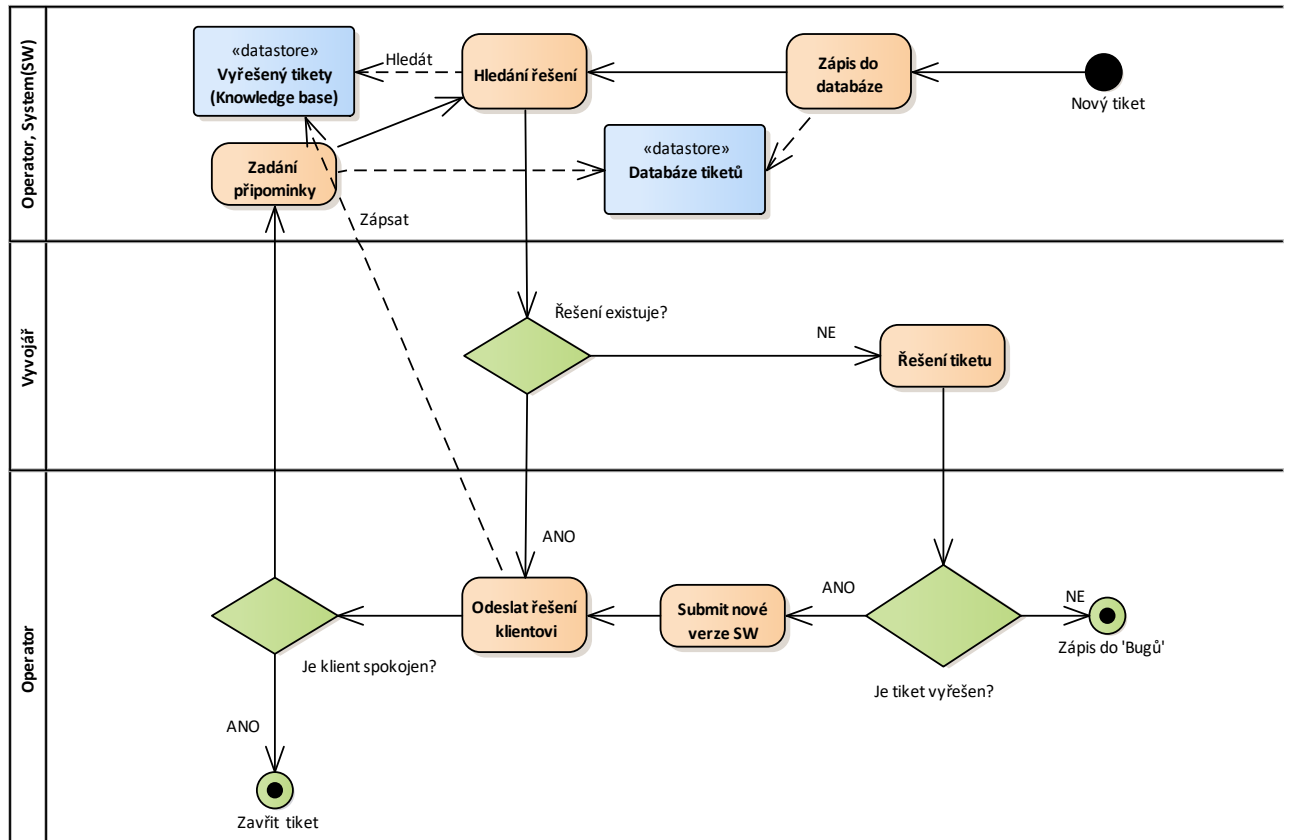 Operator, System(SW)
«datastore»
Vyřešený tikety
(Knowledge base)
Hledát
Hledání řešení
Zápis do
databáze
Nový tiket
«datastore»
Databáze tiketů
Zadání
připominky
Zápsat
Vyvojář
Řešení existuje?
NE
Řešení tiketu
Operator
ANO
Odeslat řešení
klientovi
Submit nové
verze SW
ANO
NE
Zápis do 'Bugů'
Je klient spokojen?
Je tiket vyřešen?
ANO
Zavřit tiket